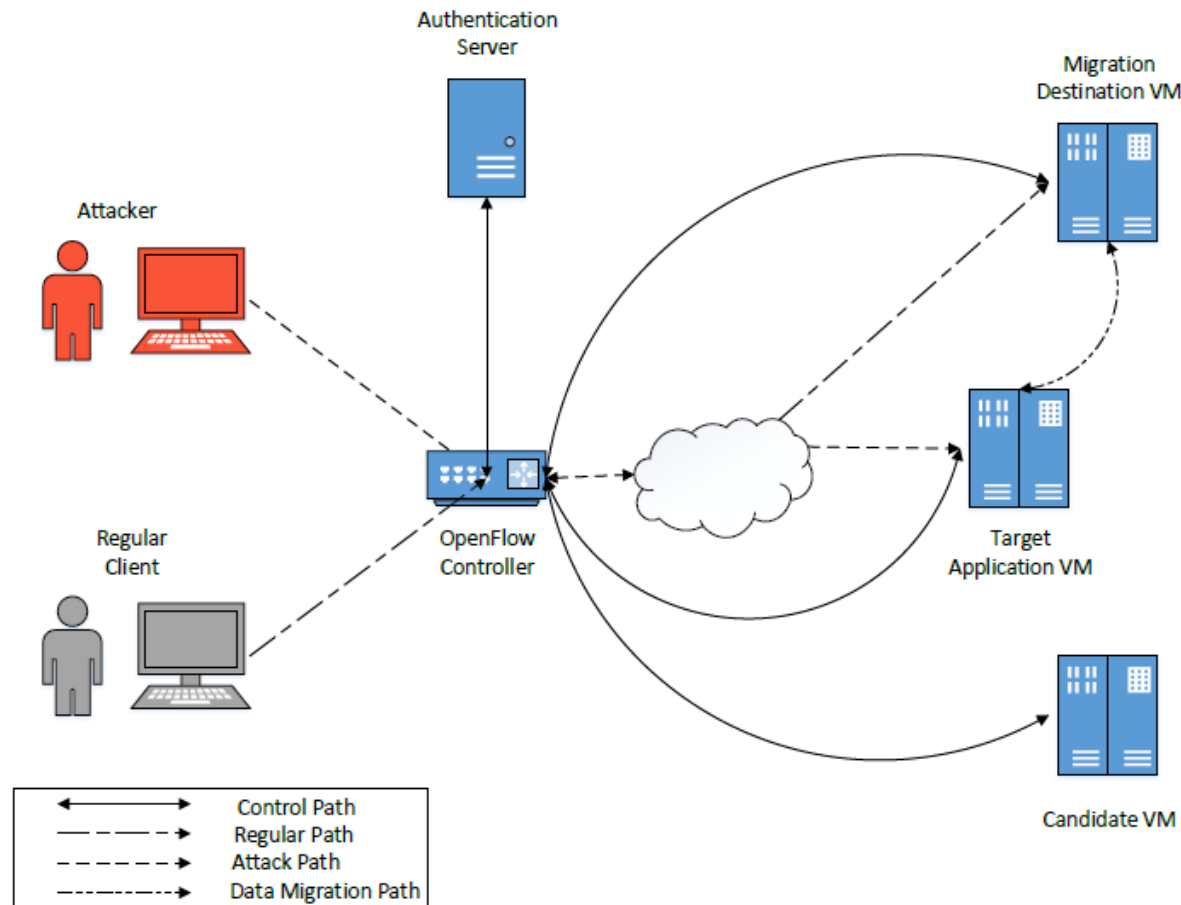 Authentication
Server
Migration
Destination VM
Attacker
Regular
Client
OpenFlow
Controller
Target
Application VM
Candidate VM
Control Path
Regular Path
Attack Path
Data Migration Path